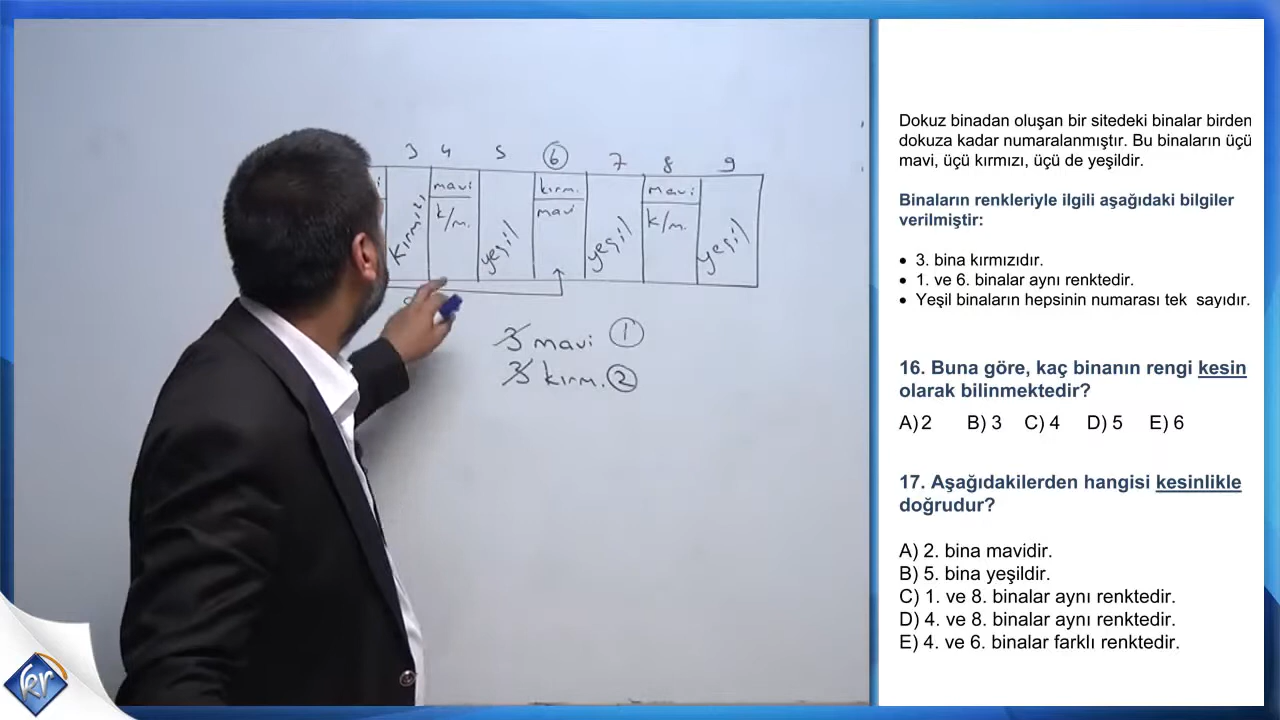 3 4 5 6 7 8 9
mavi kırm. mavi
kırmızı k/m. yeşil mavi yeşil k/m. yeşil
3 mavi 1
3 kırm. 2
Dokuz binadan oluşan bir sitedeki binalar birden
dokuza kadar numaralanmıştır. Bu binaların üçü
mavi, üçü kırmızı, üçü de yeşildir.
Binaların renkleriyle ilgili aşağıdaki bilgiler
verilmiştir:
• 3. bina kırmızıdır.
• 1. ve 6. binalar aynı renktedir.
• Yeşil binaların hepsinin numarası tek sayıdır.
16. Buna göre, kaç binanın rengi kesin
olarak bilinmektedir?
A) 2 B) 3 C) 4 D) 5 E) 6
17. Aşağıdakilerden hangisi kesinlikle
doğrudur?
A) 2. bina mavidir.
B) 5. bina yeşildir.
C) 1. ve 8. binalar aynı renktedir.
D) 4. ve 8. binalar aynı renktedir.
E) 4. ve 6. binalar farklı renktedir.
kr